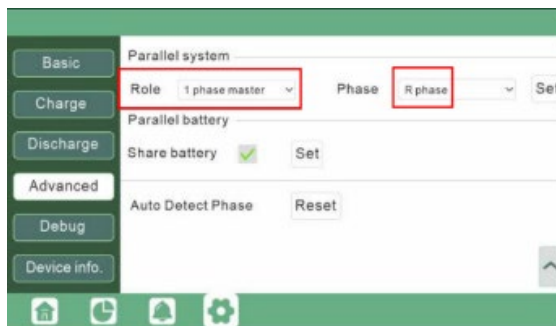 Basic
Charge
Discharge
Advanced
Debug
Device info.
Parallel system
Role 1 phase master Phase R phase
Parallel battery
Share battery Set
Auto Detect Phase Reset